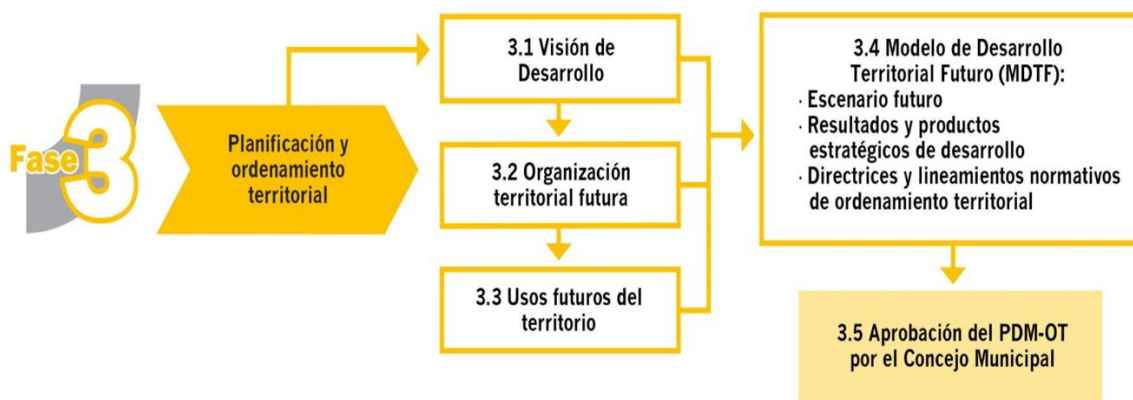 Fase 3
Planificación y
ordenamiento
territorial
3.1 Visión de
Desarrollo
3.2 Organización
territorial futura
3.3 Usos futuros del
territorio
3.4 Modelo de Desarrollo
Territorial Futuro (MDTF):
· Escenario futuro
· Resultados y productos
estratégicos de desarrollo
· Directrices y lineamientos normativos
de ordenamiento territorial
3.5 Aprobación del PDM-OT
por el Concejo Municipal